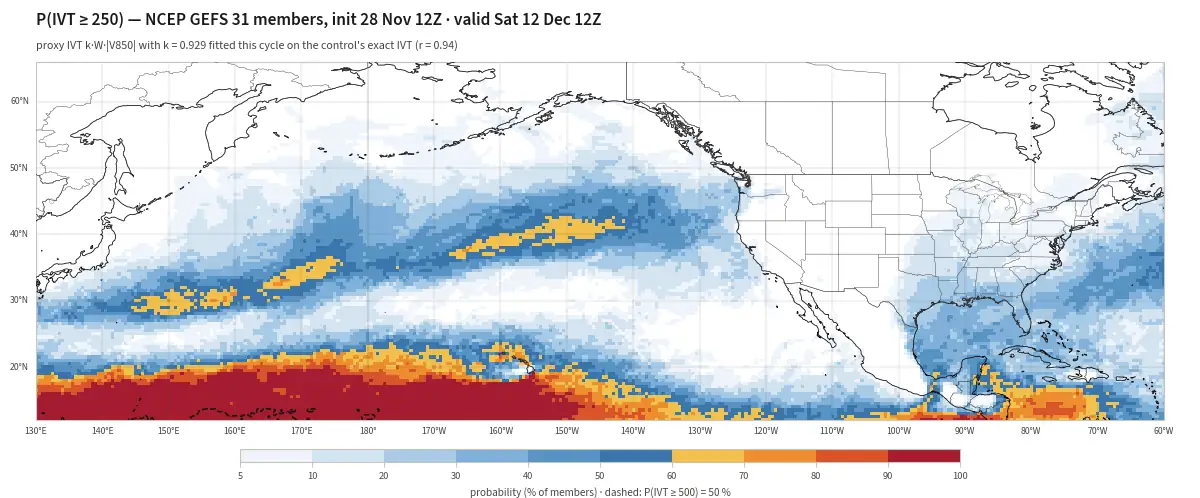 P(IVT ≥ 250) — NCEP GEFS 31 members, init 28 Nov 12Z · valid Sat 12 Dec 12Z
proxy IVT k·W·|V850| with k = 0.929 fitted this cycle on the control's exact IVT (r = 0.94)
60°N
50°N
40°N
30°N
20°N
130°E 140°E 150°E 160°E 170°E 180° 170°W 160°W 150°W 140°W 130°W 120°W 110°W 100°W 90°W 80°W 70°W 60°W
5 10 20 30 40 50 60 70 80 90 100
probability (% of members) · dashed: P(IVT ≥ 500) = 50 %